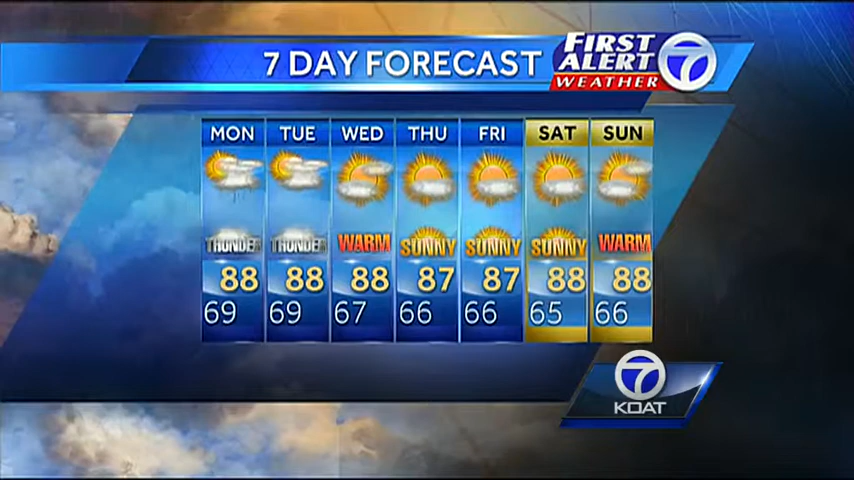 7 DAY FORECAST
FIRST
ALERT
WEATHER
7
MON TUE WED THU FRI SAT SUN
THUNDER THUNDER WARM SUNNY SUNNY SUNNY WARM
88 88 88 87 87 88 88
69 69 67 66 66 65 66
7
KOAT